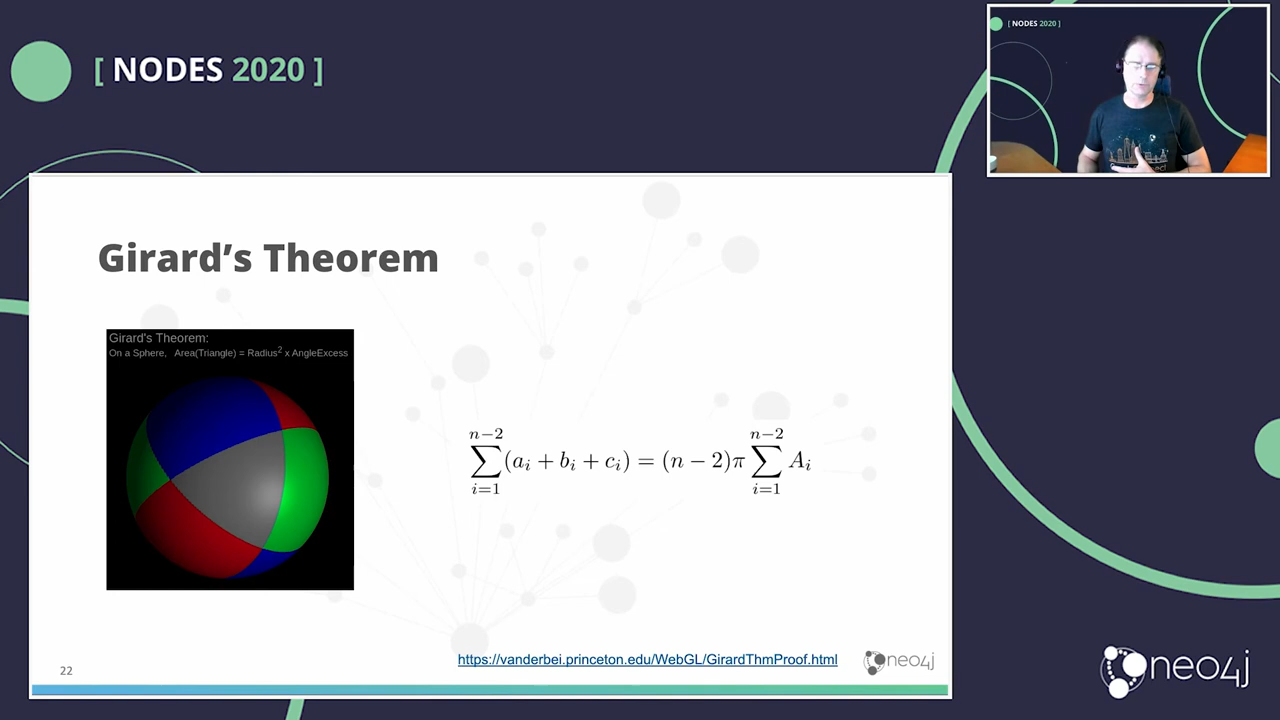 [ NODES 2020 ]
[ NODES 2020 ]
Girard’s Theorem
Girard's Theorem:
On a Sphere, Area(Triangle) = Radius² x AngleExcess
n−2 n−2
∑(aᵢ + bᵢ + cᵢ) = (n − 2)π ∑ Aᵢ
i=1 i=1
https://vanderbei.princeton.edu/WebGL/GirardThmProof.html
neo4j
22
neo4j